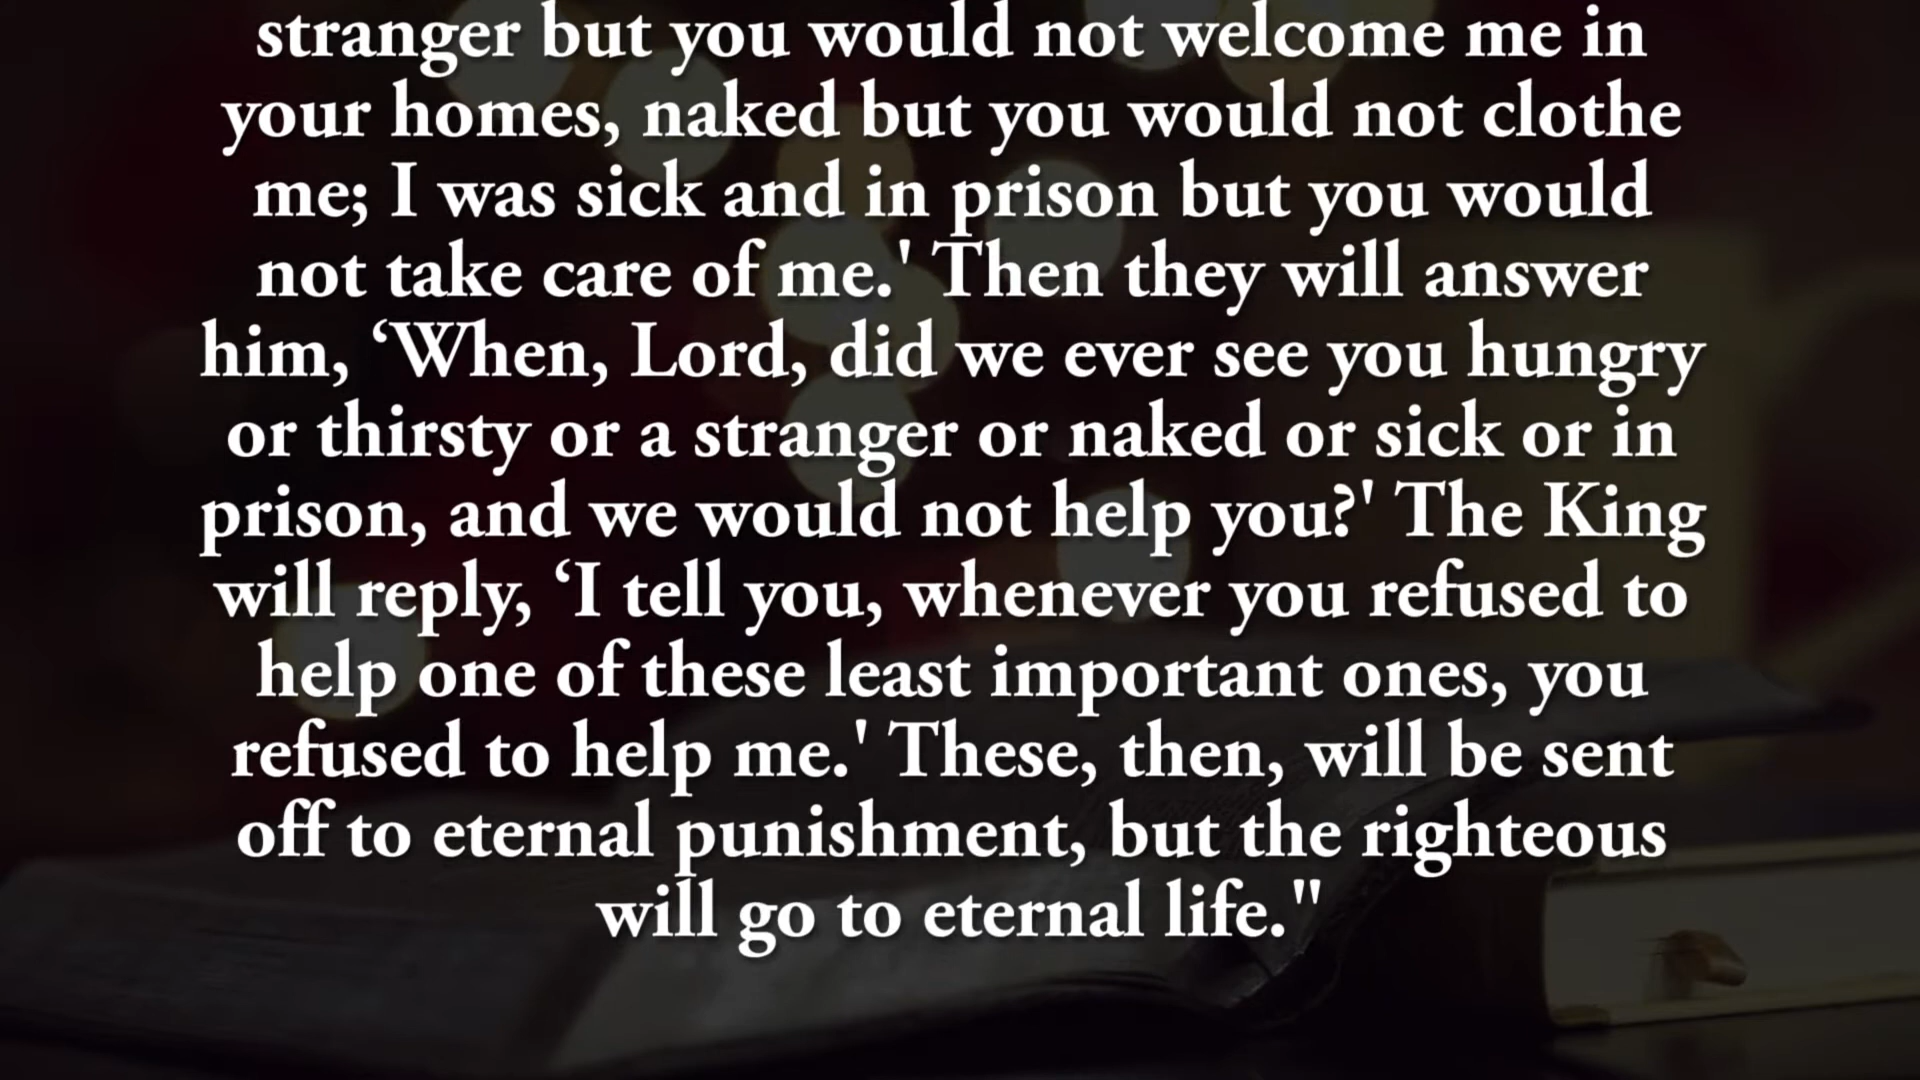 stranger but you would not welcome me in
your homes, naked but you would not clothe
me; I was sick and in prison but you would
not take care of me.' Then they will answer
him, ‘When, Lord, did we ever see you hungry
or thirsty or a stranger or naked or sick or in
prison, and we would not help you?' The King
will reply, ‘I tell you, whenever you refused to
help one of these least important ones, you
refused to help me.' These, then, will be sent
off to eternal punishment, but the righteous
will go to eternal life."